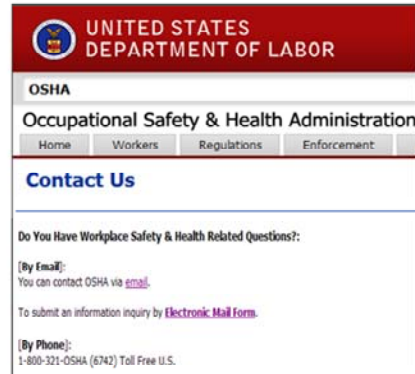 UNITED STATES
DEPARTMENT OF LABOR
OSHA
Occupational Safety & Health Administration
Home Workers Regulations Enforcement
Contact Us
Do You Have Workplace Safety & Health Related Questions?:
[By Email]:
You can contact OSHA via email.
To submit an information inquiry by Electronic Mail Form.
[By Phone]:
1-800-321-OSHA (6742) Toll Free U.S.